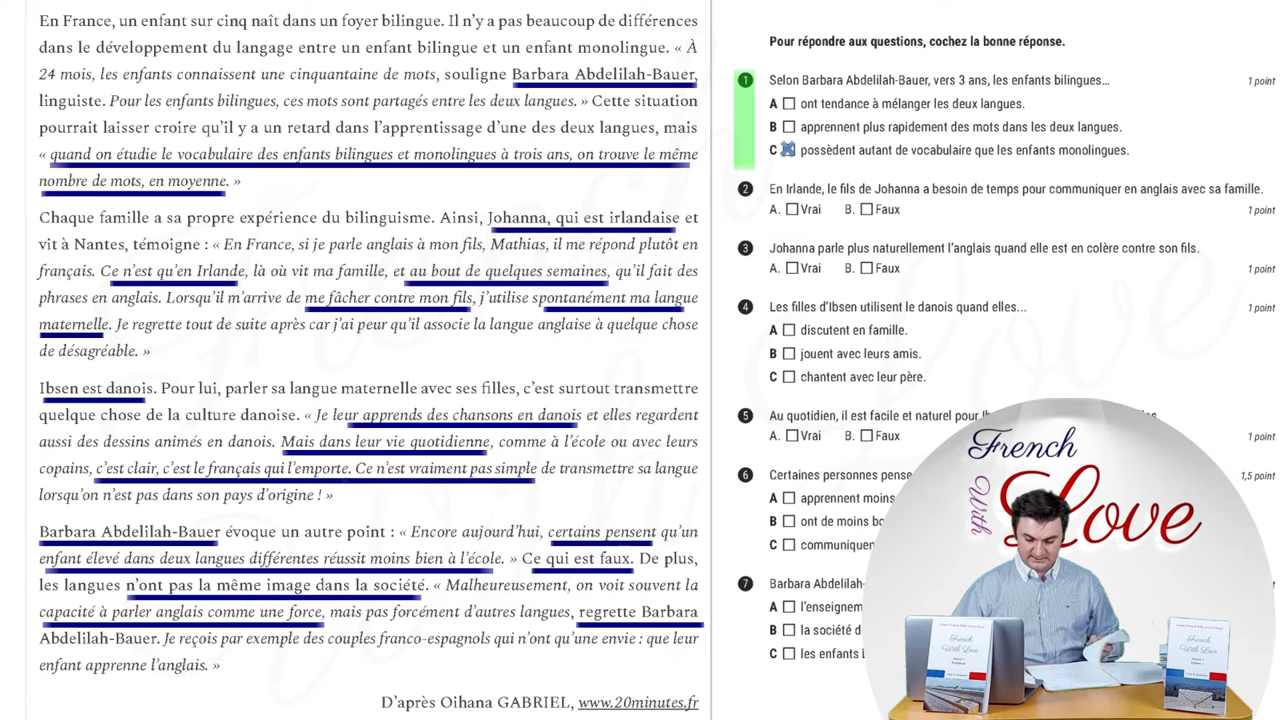 En France, un enfant sur cinq naît dans un foyer bilingue. Il n'y a pas beaucoup de différences
dans le développement du langage entre un enfant bilingue et un enfant monolingue. « À
24 mois, les enfants connaissent une cinquantaine de mots, souligne Barbara Abdelilah-Bauer,
linguiste. Pour les enfants bilingues, ces mots sont partagés entre les deux langues. » Cette situation
pourrait laisser croire qu'il y a un retard dans l'apprentissage d'une des deux langues, mais
« quand on étudie le vocabulaire des enfants bilingues et monolingues à trois ans, on trouve le même
nombre de mots, en moyenne. »
Chaque famille a sa propre expérience du bilinguisme. Ainsi, Johanna, qui est irlandaise et
vit à Nantes, témoigne : « En France, si je parle anglais à mon fils, Mathias, il me répond plutôt en
français. Ce n'est qu'en Irlande, là où vit ma famille, et au bout de quelques semaines, qu'il fait des
phrases en anglais. Lorsqu'il m'arrive de me fâcher contre mon fils, j'utilise spontanément ma langue
maternelle. Je regrette tout de suite après car j'ai peur qu'il associe la langue anglaise à quelque chose
de désagréable. »
Ibsen est danois. Pour lui, parler sa langue maternelle avec ses filles, c'est surtout transmettre
quelque chose de la culture danoise. « Je leur apprends des chansons en danois et elles regardent
aussi des dessins animés en danois. Mais dans leur vie quotidienne, comme à l'école ou avec leurs
copains, c'est clair, c'est le français qui l'emporte. Ce n'est vraiment pas simple de transmettre sa langue
lorsqu'on n'est pas dans son pays d'origine ! »
Barbara Abdelilah-Bauer évoque un autre point : « Encore aujourd'hui, certains pensent qu'un
enfant élevé dans deux langues différentes réussit moins bien à l'école. » Ce qui est faux. De plus,
les langues n'ont pas la même image dans la société. « Malheureusement, on voit souvent la
capacité à parler anglais comme une force, mais pas forcément d'autres langues, regrette Barbara
Abdelilah-Bauer. Je reçois par exemple des couples franco-espagnols qui n'ont qu'une envie : que leur
enfant apprenne l'anglais. »
D'après Oihana GABRIEL, www.20minutes.fr
Pour répondre aux questions, cochez la bonne réponse.
1 Selon Barbara Abdelilah-Bauer, vers 3 ans, les enfants bilingues... 1 point
A ont tendance à mélanger les deux langues.
B apprennent plus rapidement des mots dans les deux langues.
C possèdent autant de vocabulaire que les enfants monolingues.
2 En Irlande, le fils de Johanna a besoin de temps pour communiquer en anglais avec sa famille.
A. Vrai B. Faux 1 point
3 Johanna parle plus naturellement l'anglais quand elle est en colère contre son fils.
A. Vrai B. Faux 1 point
4 Les filles d'Ibsen utilisent le danois quand elles... 1 point
A discutent en famille.
B jouent avec leurs amis.
C chantent avec leur père.
5 Au quotidien, il est facile et naturel pour
A. Vrai B. Faux 1 point
6 Certaines personnes pense 1,5 point
A apprennent moins
B ont de moins
C communiquer
7 Barbara Abdelilah-
A l'enseignem
B la société d
C les enfants
French
With
Love
French
With Love
French
With Love